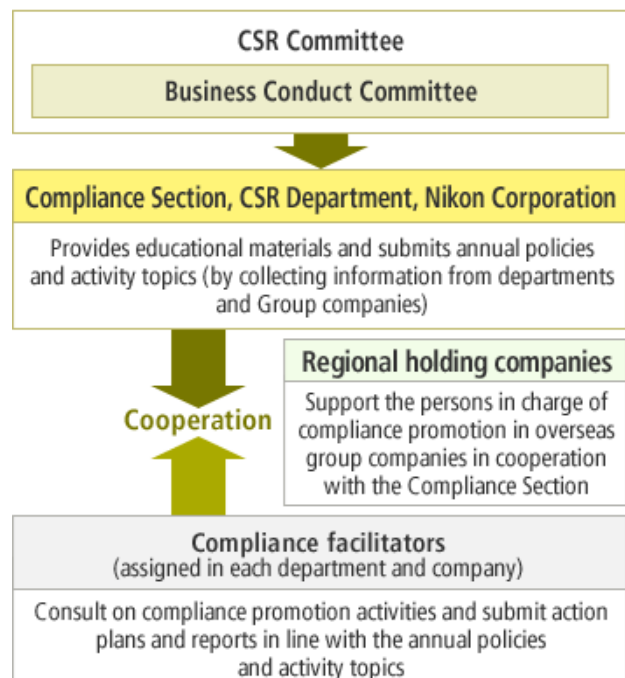 CSR Committee
Business Conduct Committee
Compliance Section, CSR Department, Nikon Corporation
Provides educational materials and submits annual policies
and activity topics (by collecting information from departments
and Group companies)
Cooperation
Regional holding companies
Support the persons in charge of
compliance promotion in overseas
group companies in cooperation
with the Compliance Section
Compliance facilitators
(assigned in each department and company)
Consult on compliance promotion activities and submit action
plans and reports in line with the annual policies
and activity topics